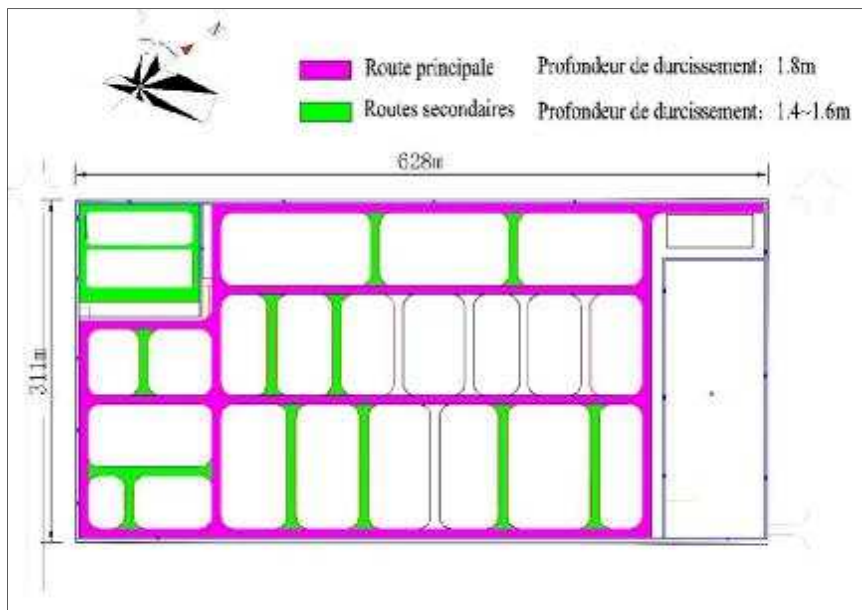 Route principale Profondeur de durcissement: 1.8m
Routes secondaires Profondeur de durcissement: 1.4~1.6m
628m
311m